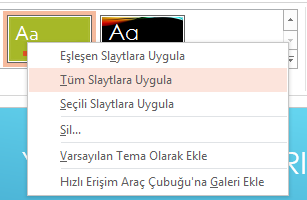 Aa
Aa
Eşleşen Slaytlara Uygula
Tüm Slaytlara Uygula
Seçili Slaytlara Uygula
Sil...
Varsayılan Tema Olarak Ekle
Hızlı Erişim Araç Çubuğu'na Galeri Ekle